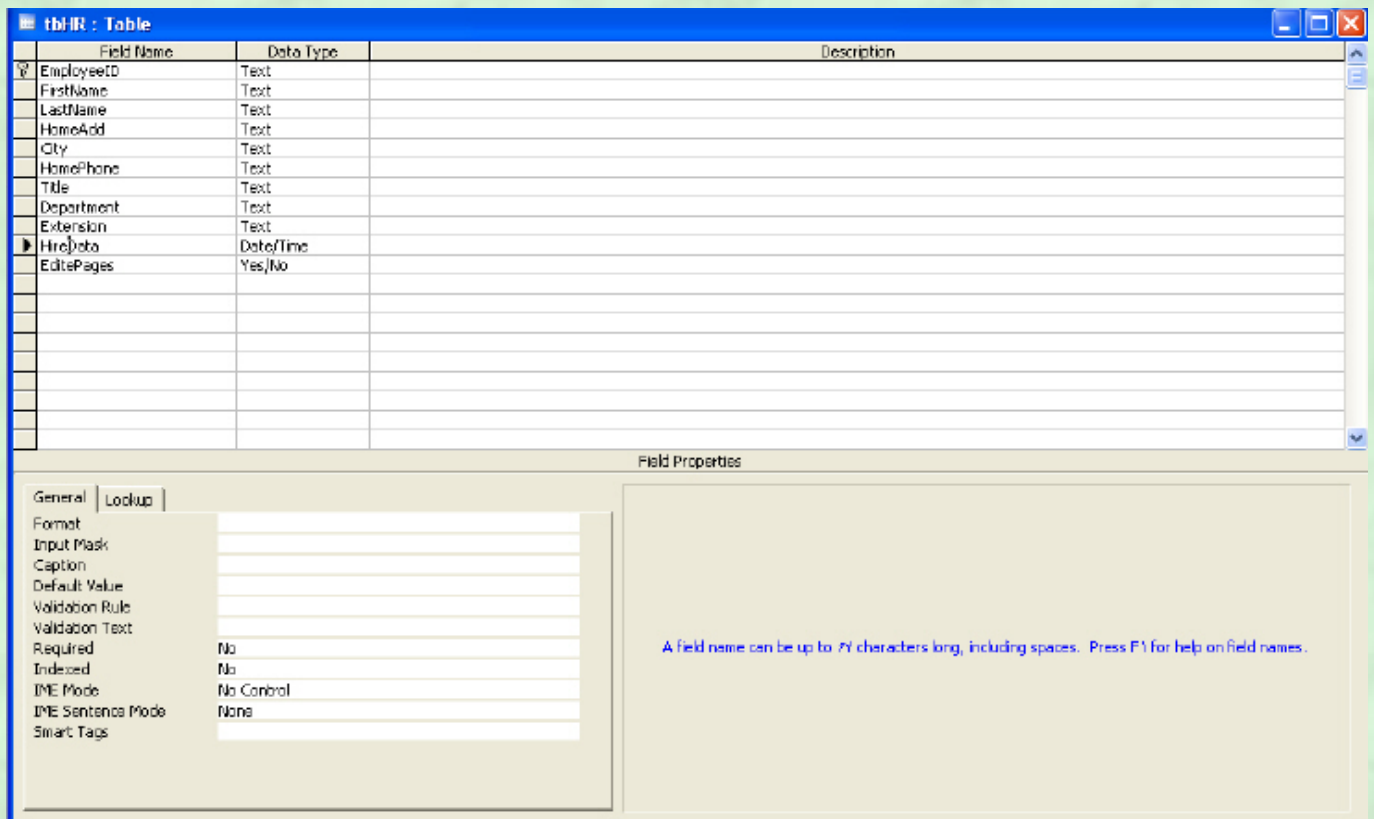 tbHR : Table
Field Name Data Type Description
EmployeeID Text
FirstName Text
LastName Text
HomeAdd Text
City Text
HomePhone Text
Title Text
Department Text
Extension Text
HireData Date/Time
EditePages Yes/No
Field Properties
General Lookup
Format
Input Mask
Caption
Default Value
Validation Rule
Validation Text
Required No
Indexed No
IME Mode No Control
IME Sentence Mode None
Smart Tags
A field name can be up to characters long, including spaces. Press F1 for help on field names.